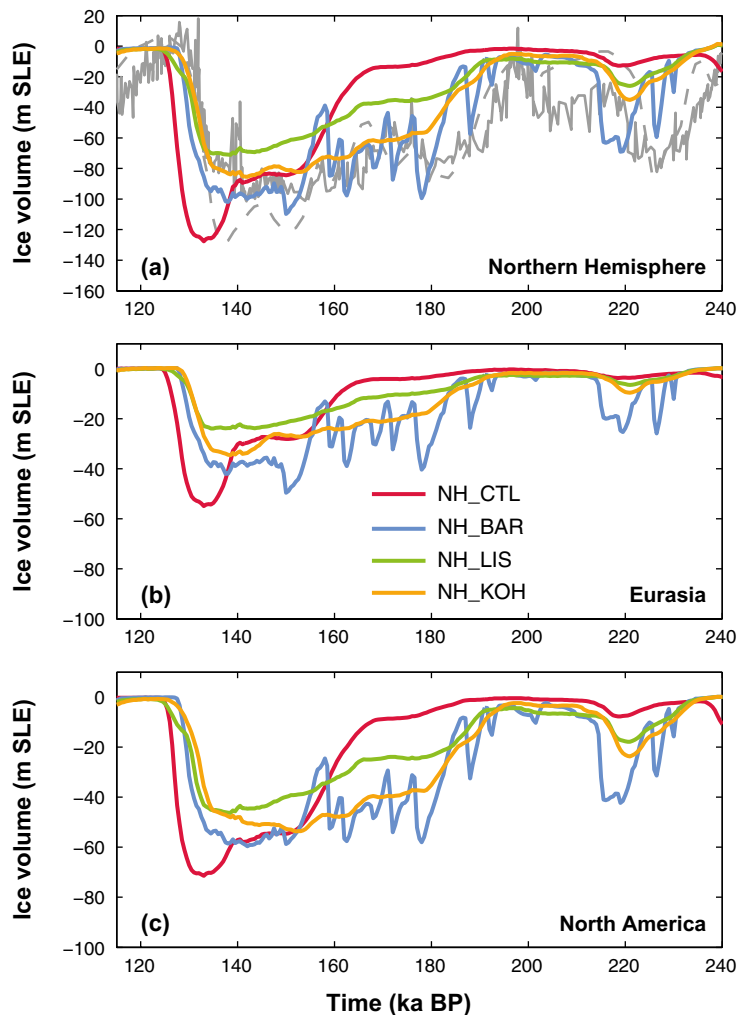 20
0
−20
−40
−60
−80
−100
−120
−140
−160
Ice volume (m SLE)
(a)
Northern Hemisphere
120 140 160 180 200 220 240
0
−20
−40
−60
−80
−100
Ice volume (m SLE)
NH_CTL
NH_BAR
NH_LIS
NH_KOH
(b)
Eurasia
120 140 160 180 200 220 240
0
−20
−40
−60
−80
−100
Ice volume (m SLE)
(c)
North America
120 140 160 180 200 220 240
Time (ka BP)